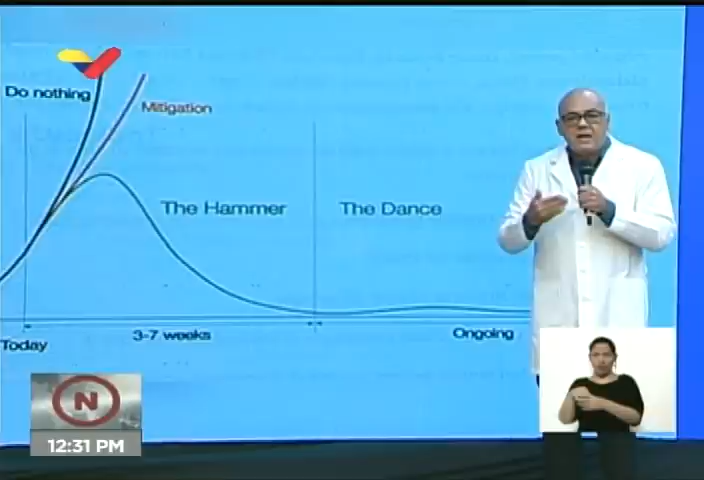 Do nothing
Mitigation
The Hammer
The Dance
3-7 weeks
Ongoing
Today
N
12:31 PM